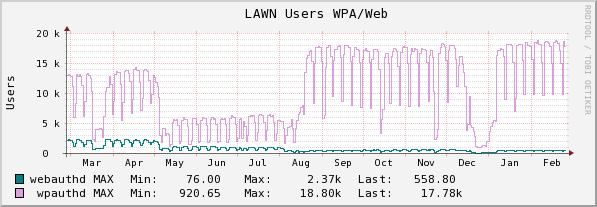 LAWN Users WPA/Web
RRDTOOL / TOBI OETIKER
Users
20 k
15 k
10 k
5 k
0
Mar Apr May Jun Jul Aug Sep Oct Nov Dec Jan Feb
webauthd MAX Min: 76.00 Max: 2.37k Last: 558.80
wpauthd MAX Min: 920.65 Max: 18.80k Last: 17.78k